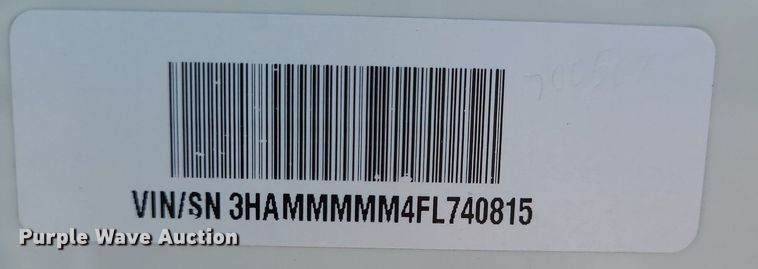 VIN/SN 3HAMMMMM4FL740815
Purple Wave Auction